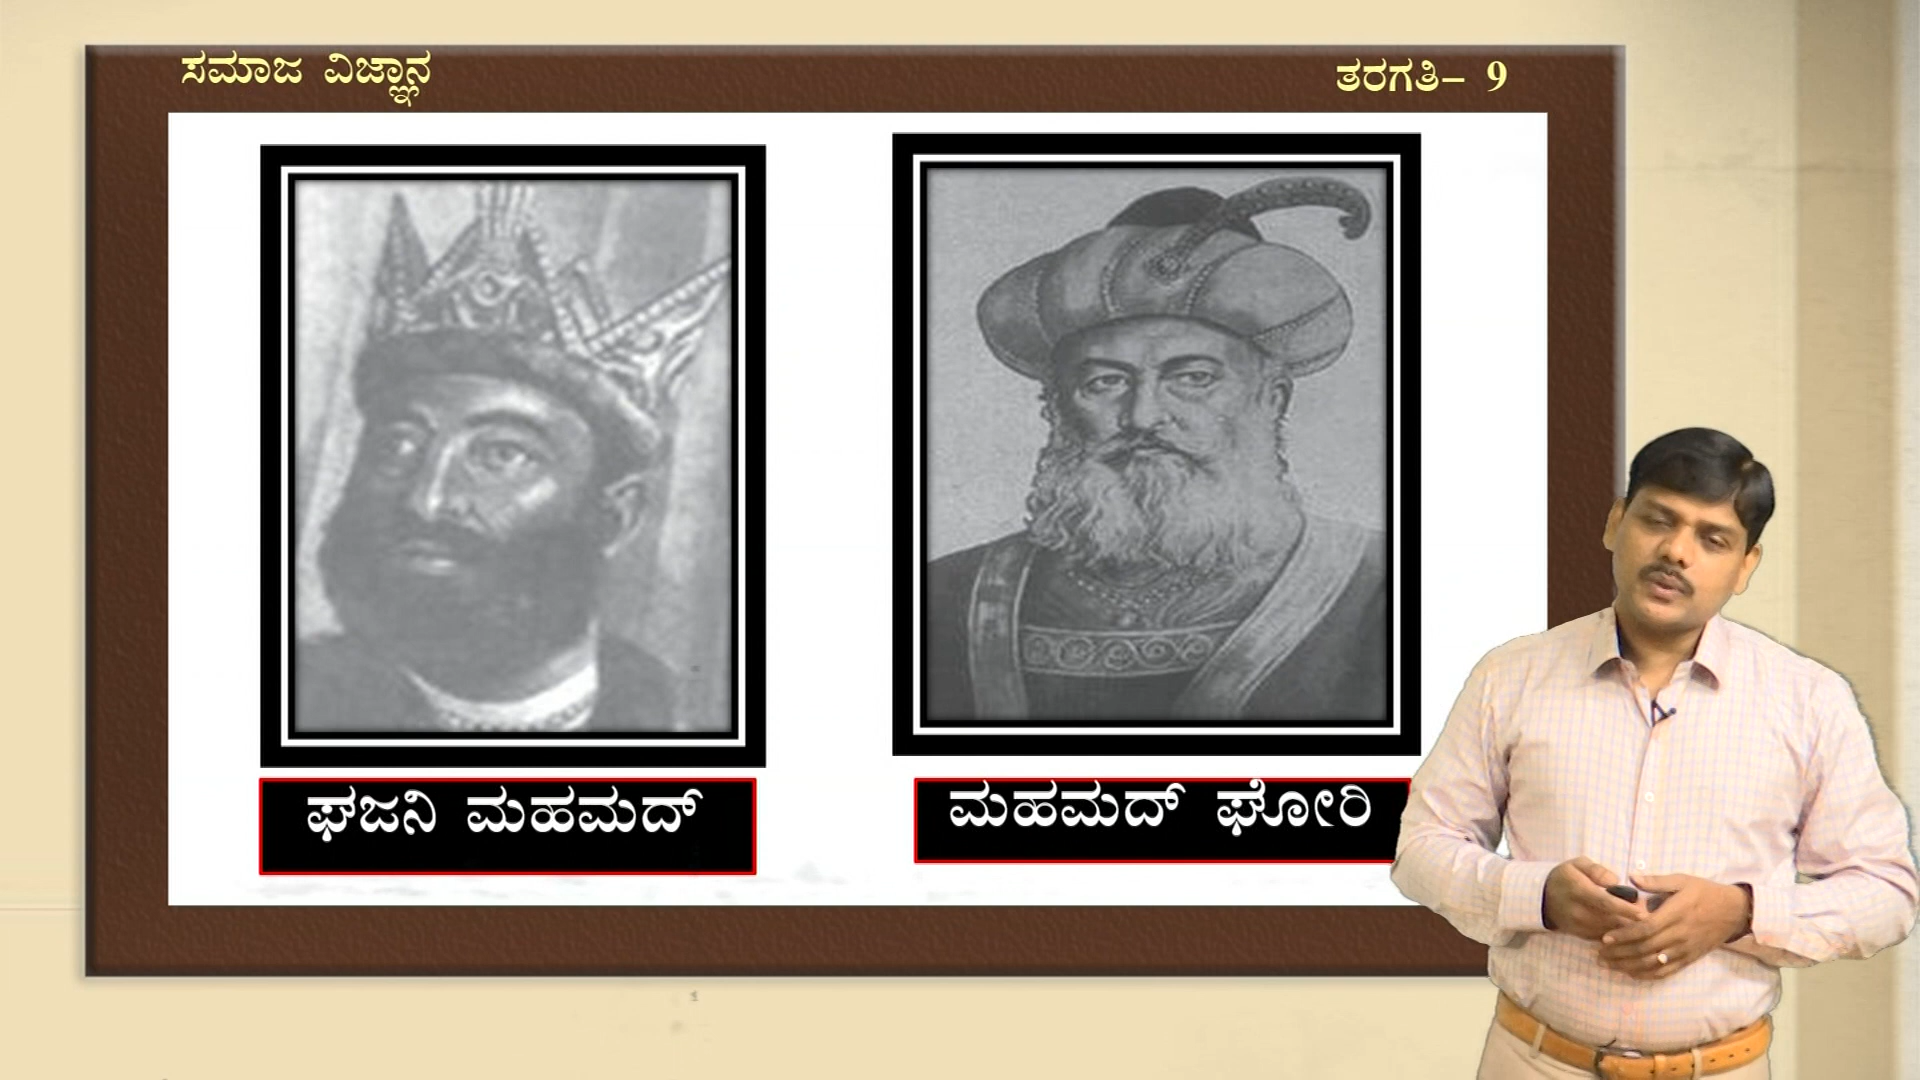 ಸಮಾಜ ವಿಜ್ಞಾನ
ತರಗತಿ– 9
ಘಜನಿ ಮಹಮದ್
ಮಹಮದ್ ಘೋರಿ